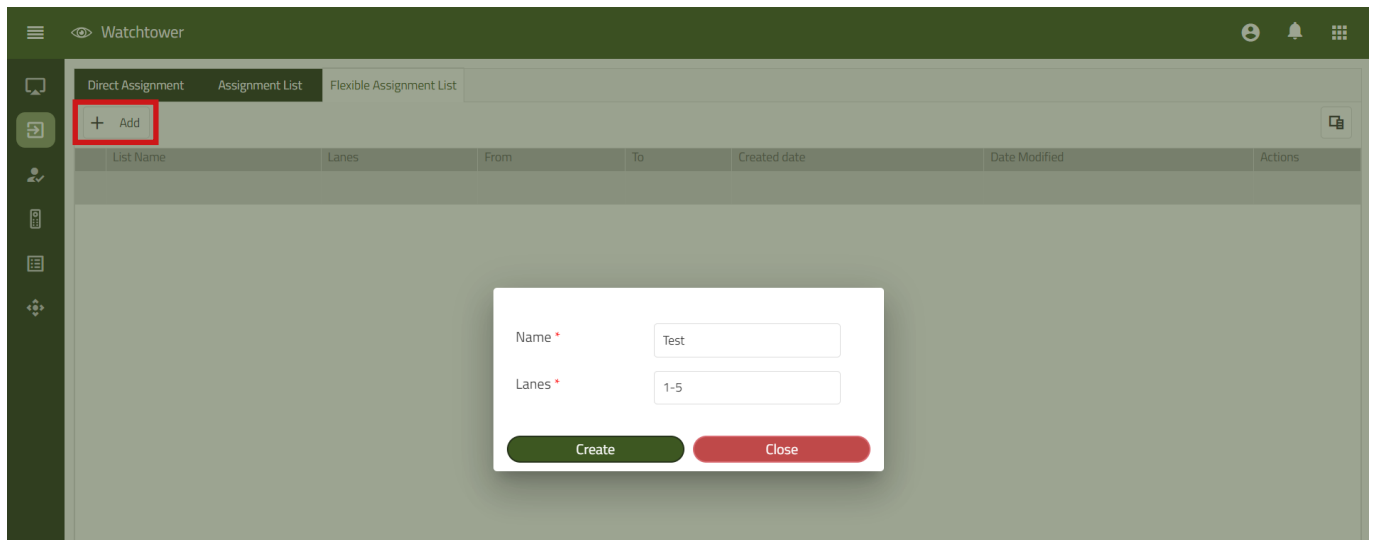 Watchtower
Direct Assignment Assignment List Flexible Assignment List
+ Add
List Name Lanes From To Created date Date Modified Actions
Name *
Test
Lanes *
1-5
Create Close